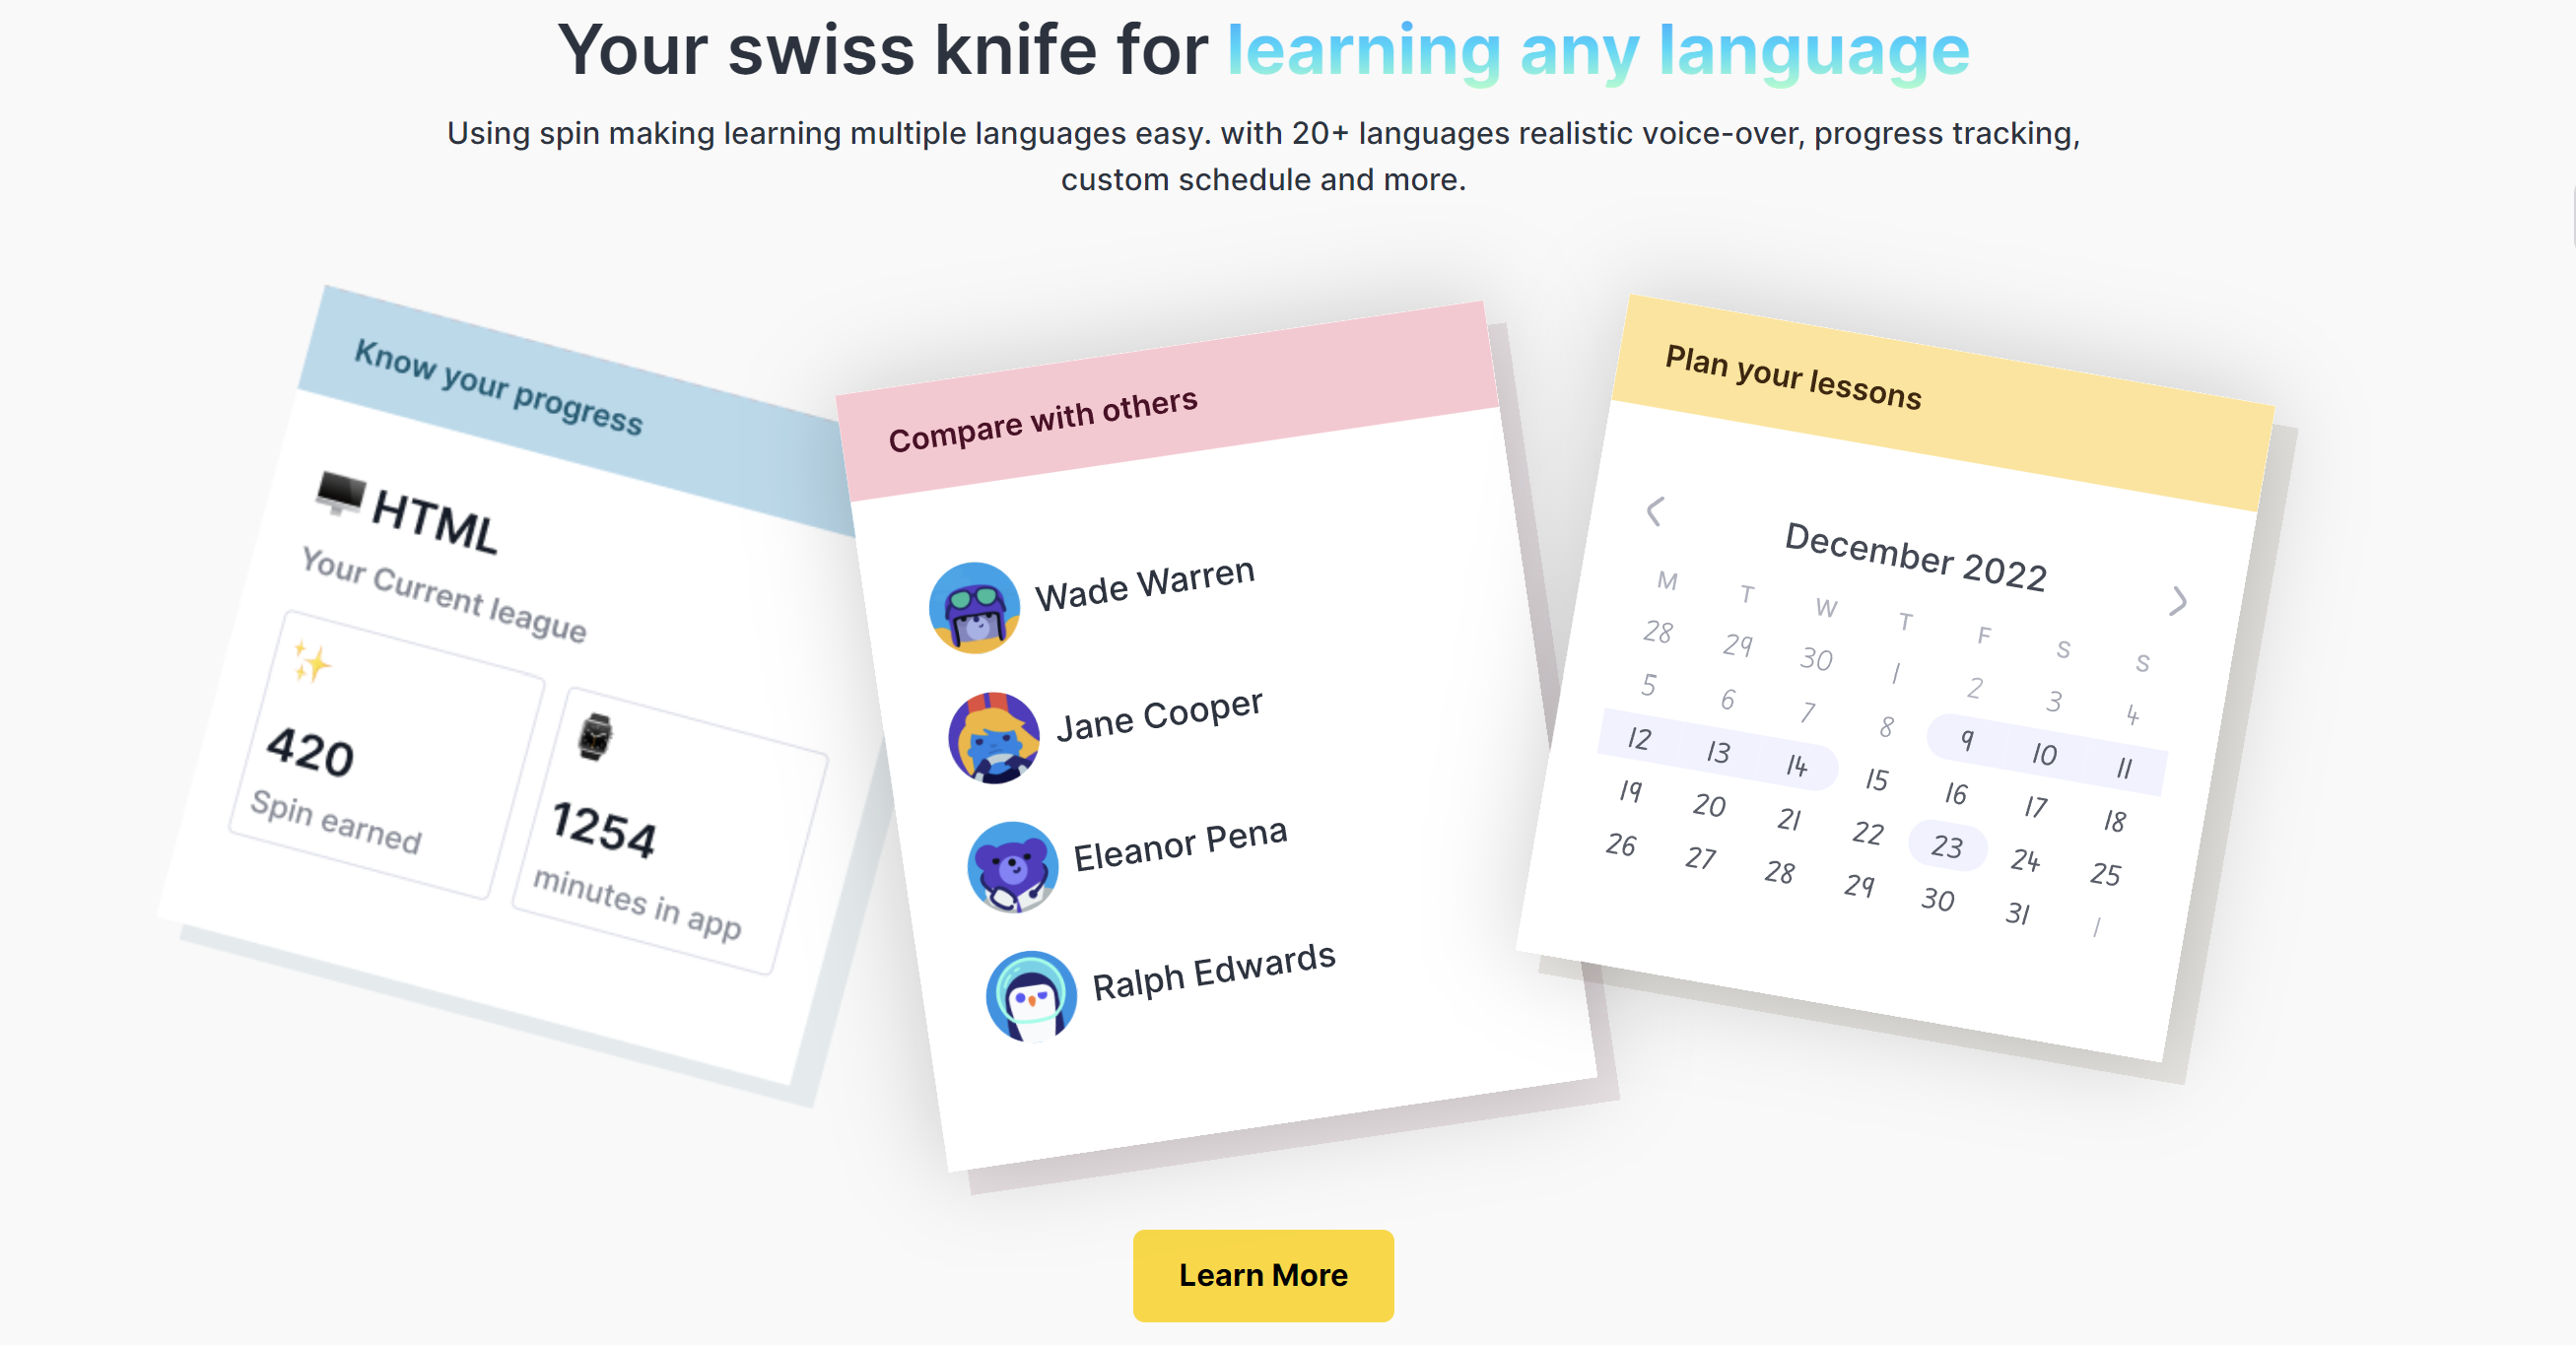 Your swiss knife for learning any language
Using spin making learning multiple languages easy. with 20+ languages realistic voice-over, progress tracking,
custom schedule and more.
Know your progress
HTML
Your Current league
420
Spin earned
1254
minutes in app
Compare with others
Wade Warren
Jane Cooper
Eleanor Pena
Ralph Edwards
Plan your lessons
December 2022
M T W T F S S
28 29 30 1 2 3 4
5 6 7 8 9 10 11
12 13 14 15 16 17 18
19 20 21 22 23 24 25
26 27 28 29 30 31 1
Learn More